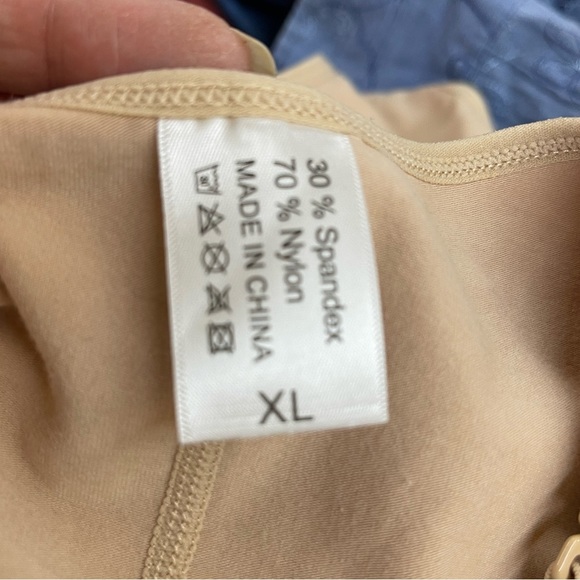 30 % Spandex
70 % Nylon
MADE IN CHINA
XL